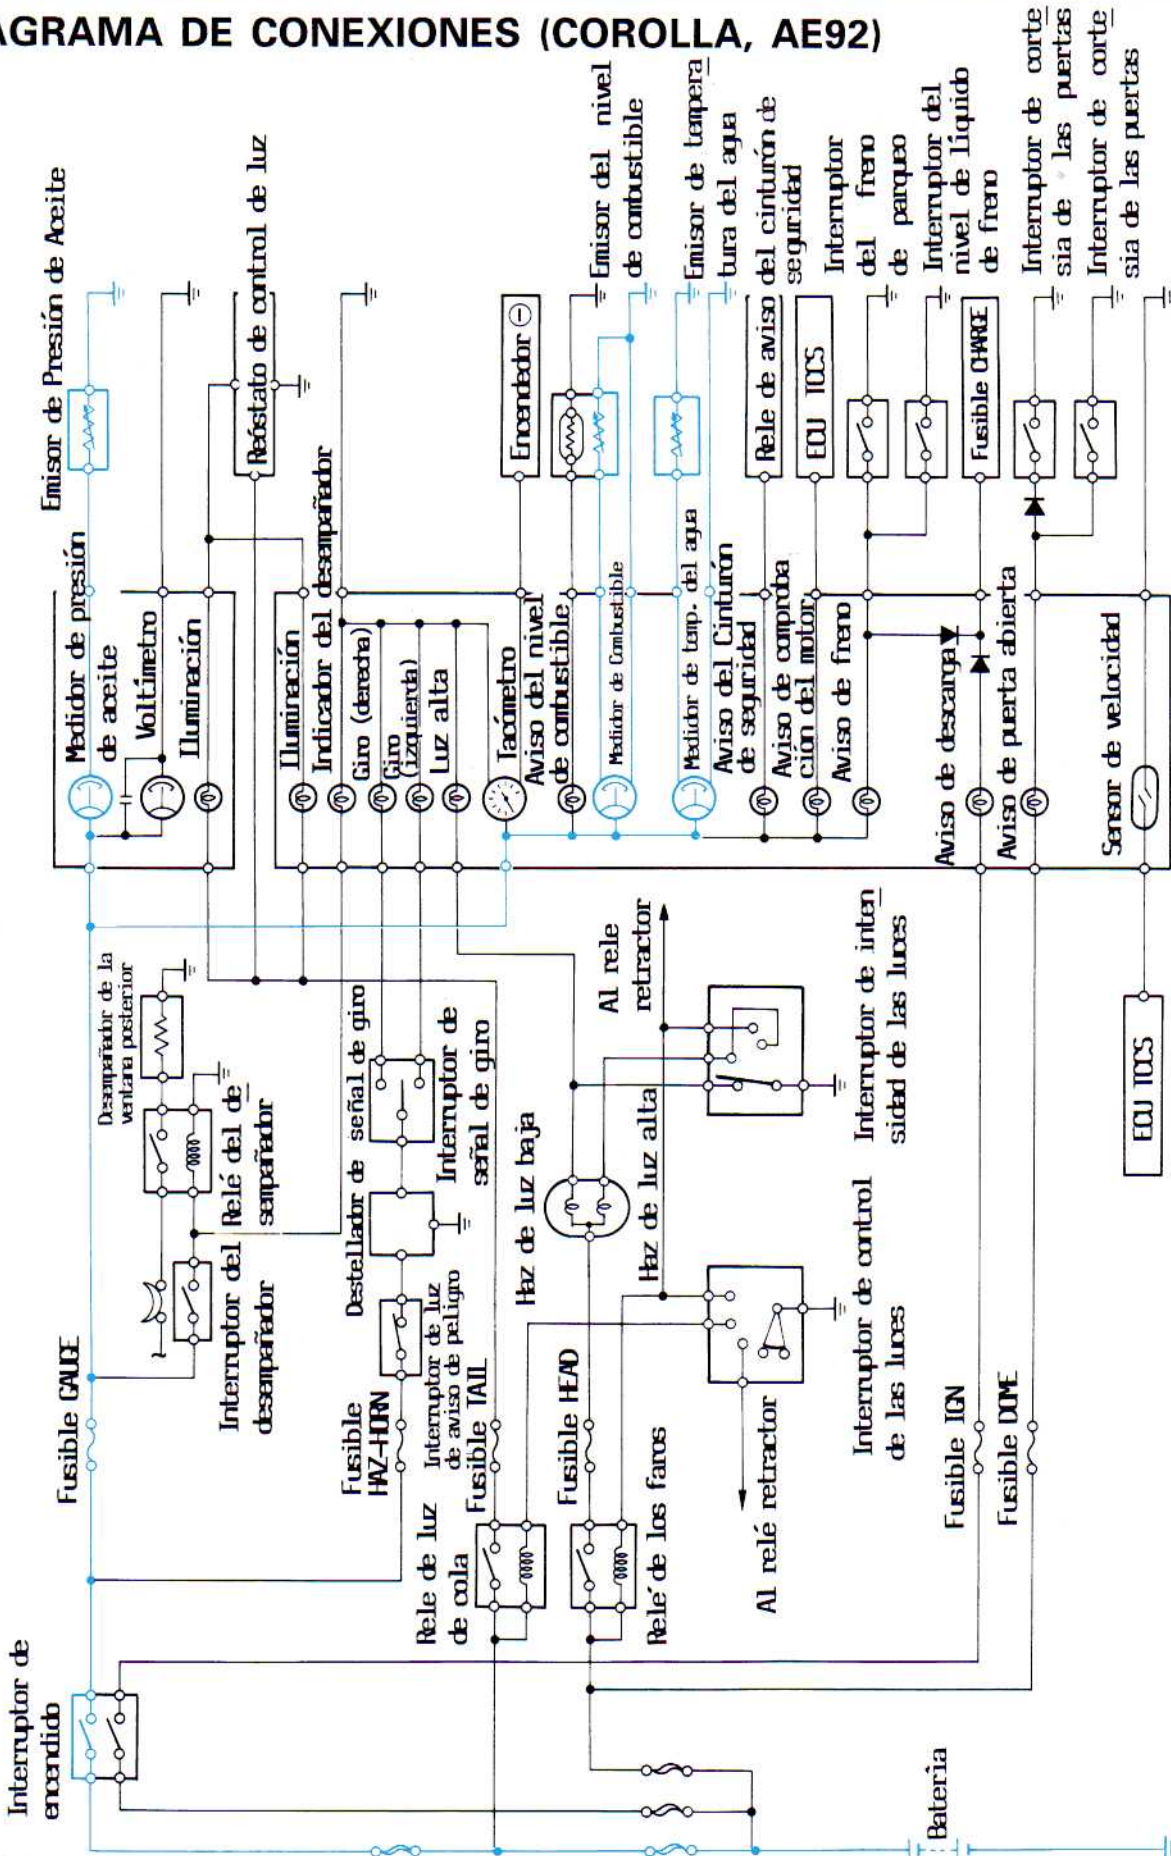 AGRAMA DE CONEXIONES (COROLLA, AE92)
Emisor de Presión de Aceite
Medidor de presión
de aceite
Voltímetro
Iluminación
Reóstato de control de luz
Iluminación
Indicador del desempañador
Giro (derecha)
Giro
(izquierda)
Luz alta
Tacómetro
Encendedor ⊖
Aviso del nivel
de combustible
Emisor del nivel
de combustible
Medidor de Combustible
Emisor de tempera
tura del agua
Medidor de temp. del agua
Aviso del Cinturón
de seguridad
Rele de aviso del cinturón de
seguridad
Aviso de comproba
ción del motor
ECU TCCS
Aviso de freno
Interruptor
del freno
de parqueo
Interruptor del
nivel de líquido
de freno
Aviso de descarga
Fusible CHARGE
Aviso de puerta abierta
Interruptor de corte
sia de las puertas
Interruptor de corte
sia de las puertas
Sensor de velocidad
ECU TCCS
Desempañador de la
ventana posterior
Relé del de
sempañador
Interruptor del
desempañador
Fusible GAUGE
Destellador de señal de giro
Interruptor de
señal de giro
Fusible
HAZ-HORN
Interruptor de luz
de aviso de peligro
Fusible TAIL
Rele de luz
de cola
Haz de luz baja
Haz de luz alta
Fusible HEAD
Relé de los faros
Al rele
retractor
Interruptor de inten
sidad de las luces
Interruptor de control
de las luces
Al relé retractor
Fusible IGN
Fusible DOME
Interruptor de
encendido
Batería